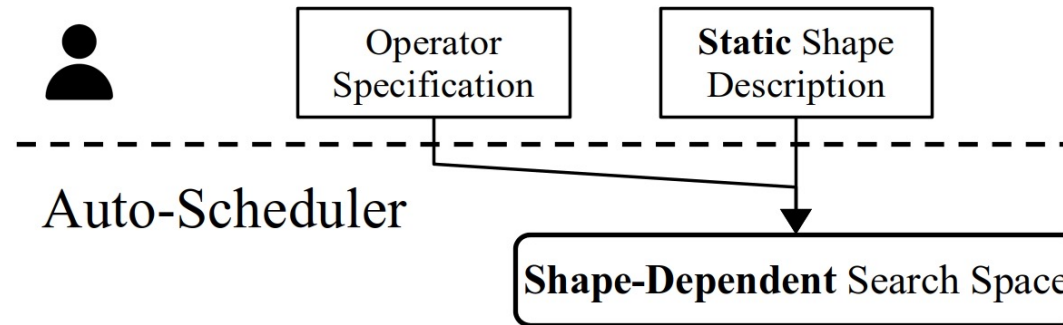 Operator
Specification
Static Shape
Description
Auto-Scheduler
Shape-Dependent Search Space